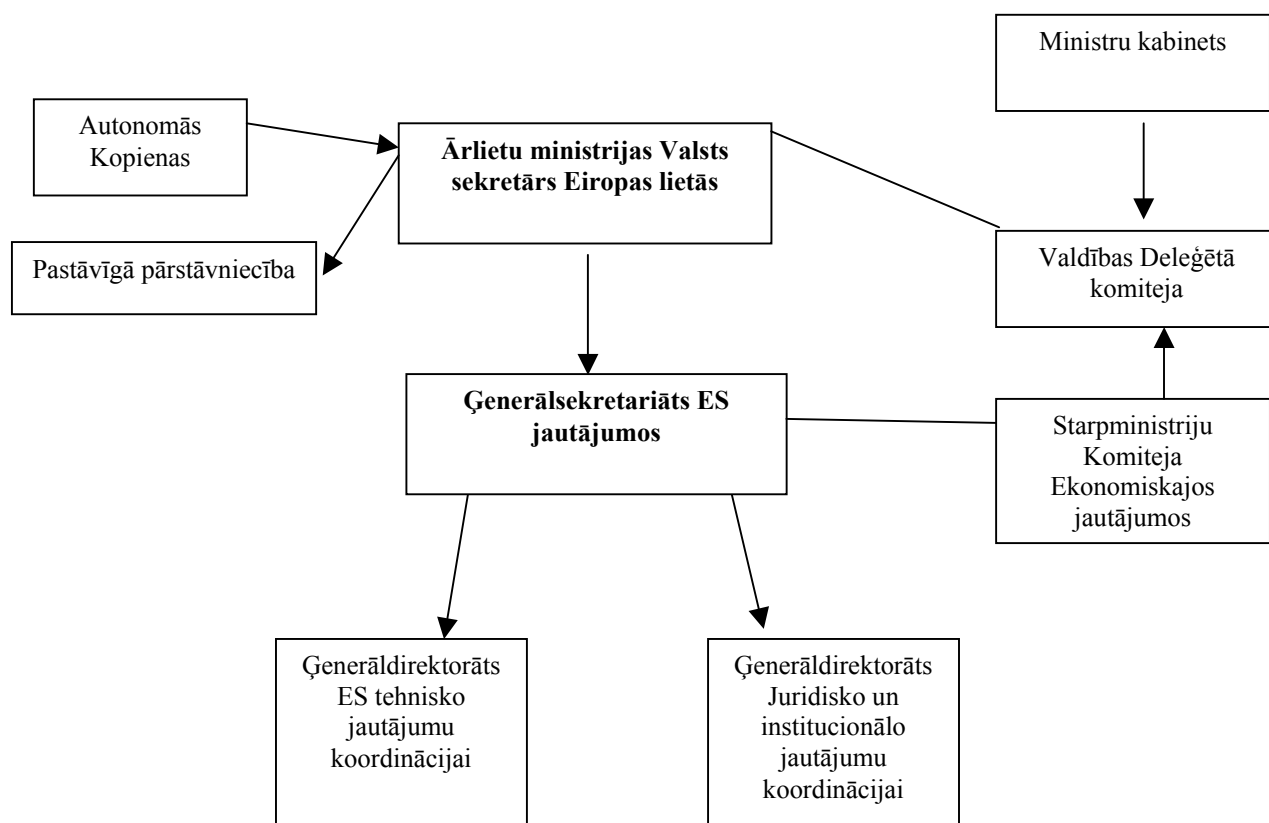 Ministru kabinets
Autonomās
Kopienas
Ārlietu ministrijas Valsts
sekretārs Eiropas lietās
Pastāvīgā pārstāvniecība
Valdības Deleģētā
komiteja
Ģenerālsekretariāts ES
jautājumos
Starpministriju
Komiteja
Ekonomiskajos
jautājumos
Ģenerāldirektorāts
ES tehnisko
jautājumu
koordinācijai
Ģenerāldirektorāts
Juridisko un
institucionālo
jautājumu
koordinācijai